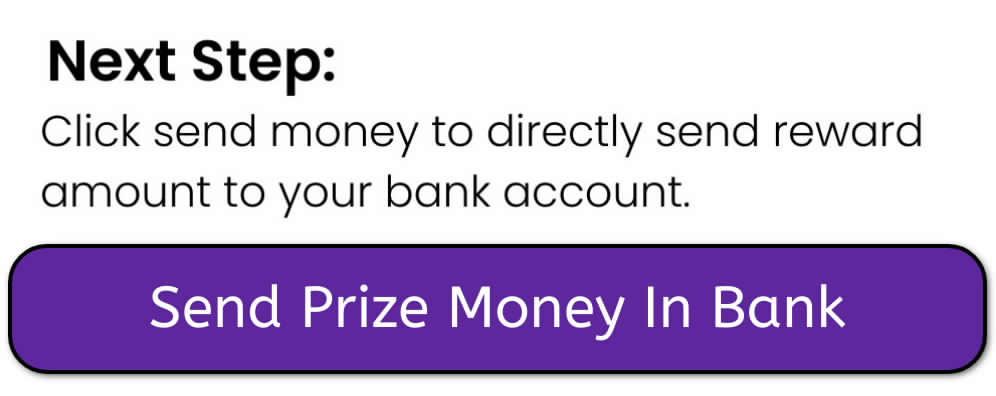 Next Step:
Click send money to directly send reward
amount to your bank account.
Send Prize Money In Bank